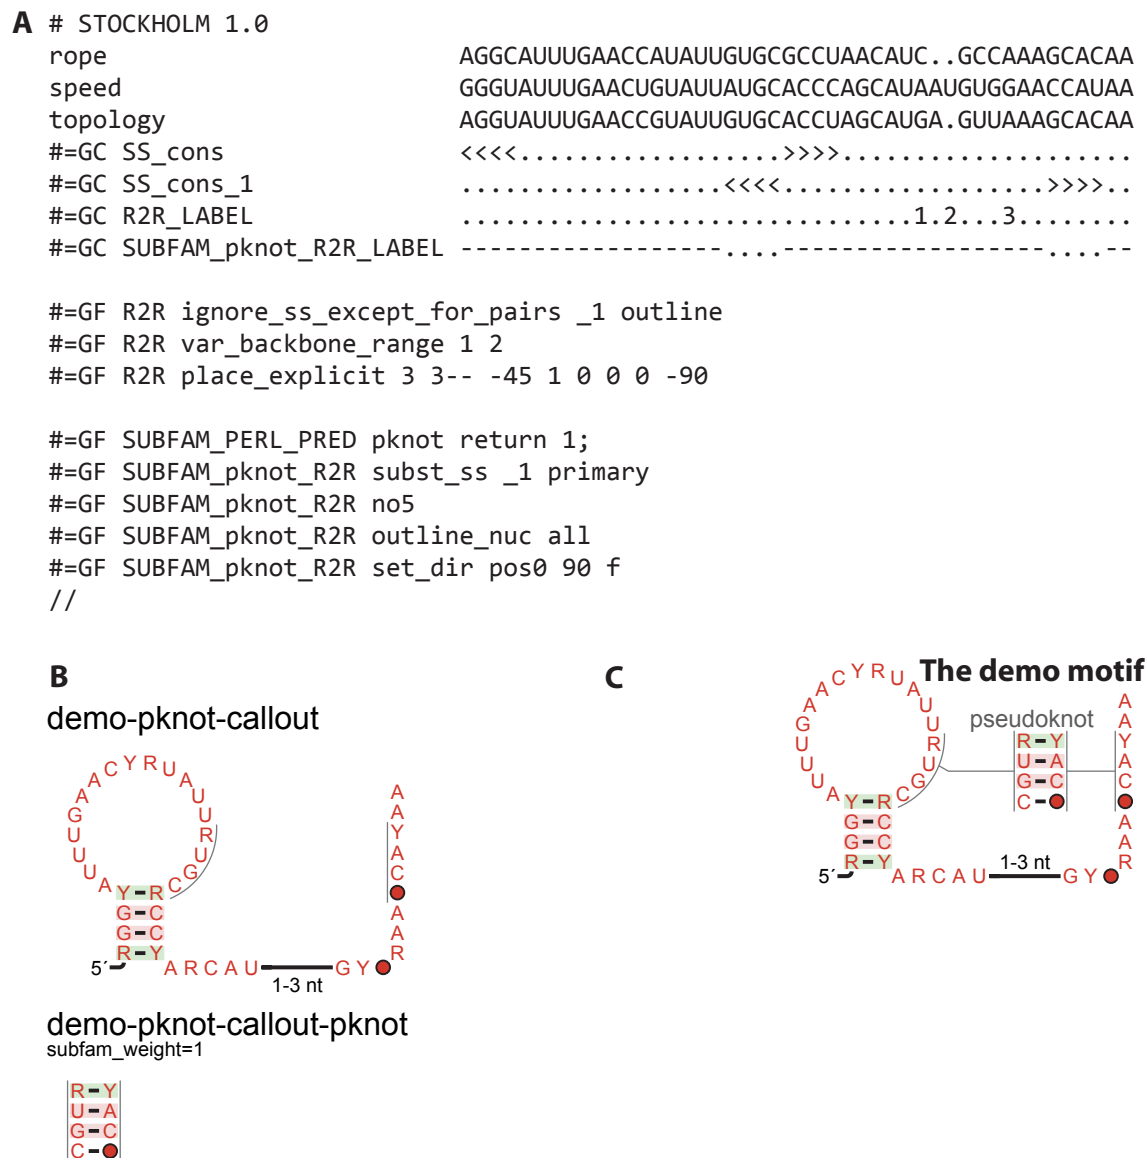 A
# STOCKHOLM 1.0
rope AGGCAUUUGAACCAUAUUGUGCGCCUAACAUC..GCCAAAGCACAA
speed GGGUAUUUGAACUGUAUUAUGCACCCAGCAUAAUGUGGAACCAUAA
topology AGGUAUUUGAACCGUAUUGUGCACCUAGCAUGA.GUUAAAGCACAA
#=GC SS_cons <<<<..................>>>>....................
#=GC SS_cons_1 ..................<<<<..................>>>>..
#=GC R2R_LABEL ...............................1.2...3........
#=GC SUBFAM_pknot_R2R_LABEL ------------------....------------------....--
#=GF R2R ignore_ss_except_for_pairs _1 outline
#=GF R2R var_backbone_range 1 2
#=GF R2R place_explicit 3 3-- -45 1 0 0 0 -90
#=GF SUBFAM_PERL_PRED pknot return 1;
#=GF SUBFAM_pknot_R2R subst_ss _1 primary
#=GF SUBFAM_pknot_R2R no5
#=GF SUBFAM_pknot_R2R outline_nuc all
#=GF SUBFAM_pknot_R2R set_dir pos0 90 f
//
B
demo-pknot-callout
5´
R G G Y A U U U G A A C Y R U A U U R U G C R C C Y A R C A U
1-3 nt
G Y
R A A C A Y A A
demo-pknot-callout-pknot
subfam_weight=1
R Y
U A
G C
C
C
The demo motif
pseudoknot
R Y
U A
G C
C
5´
R G G Y A U U U G A A C Y R U A U U R U G C R C C Y A R C A U
1-3 nt
G Y
R A A C A Y A A